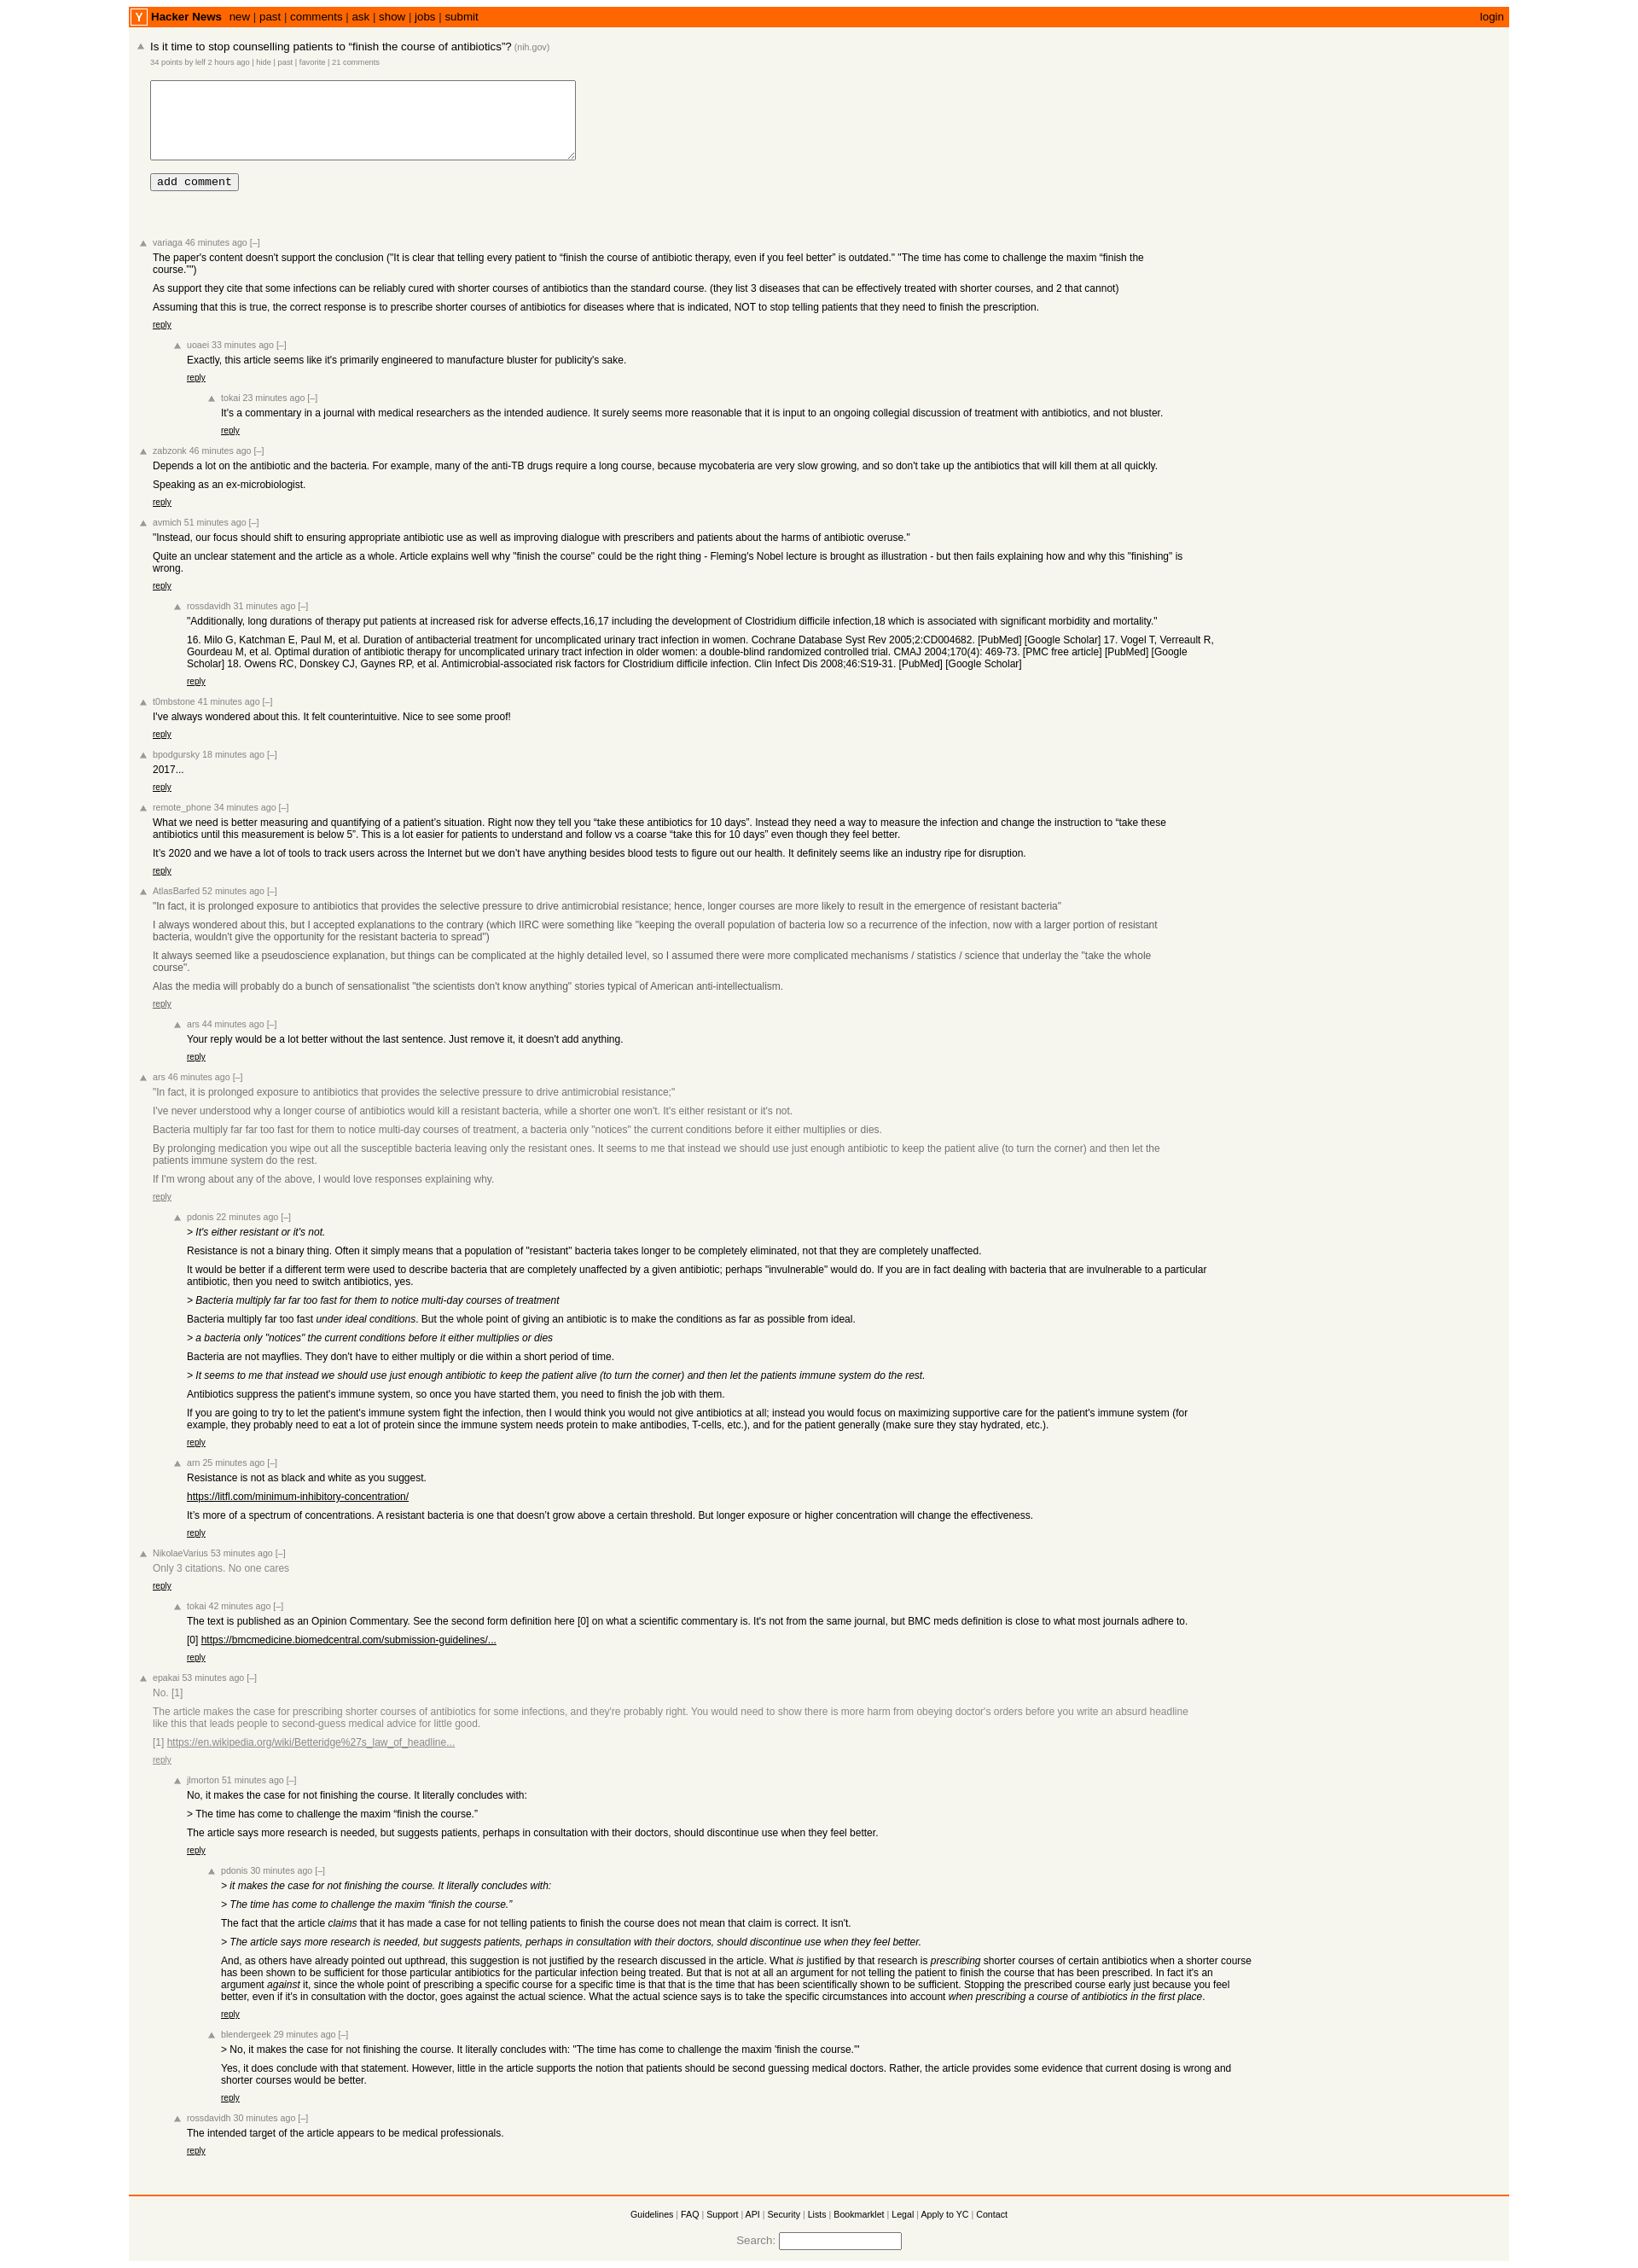 Y Hacker News new | past | comments | ask | show | jobs | submit login
Is it time to stop counselling patients to “finish the course of antibiotics”? (nih.gov)
34 points by lelf 2 hours ago | hide | past | favorite | 21 comments
add comment
variaga 46 minutes ago [–]
The paper's content doesn't support the conclusion ("It is clear that telling every patient to “finish the course of antibiotic therapy, even if you feel better” is outdated." "The time has come to challenge the maxim “finish the
course.”")
As support they cite that some infections can be reliably cured with shorter courses of antibiotics than the standard course. (they list 3 diseases that can be effectively treated with shorter courses, and 2 that cannot)
Assuming that this is true, the correct response is to prescribe shorter courses of antibiotics for diseases where that is indicated, NOT to stop telling patients that they need to finish the prescription.
reply
uoaei 33 minutes ago [–]
Exactly, this article seems like it's primarily engineered to manufacture bluster for publicity's sake.
reply
tokai 23 minutes ago [–]
It's a commentary in a journal with medical researchers as the intended audience. It surely seems more reasonable that it is input to an ongoing collegial discussion of treatment with antibiotics, and not bluster.
reply
zabzonk 46 minutes ago [–]
Depends a lot on the antibiotic and the bacteria. For example, many of the anti-TB drugs require a long course, because mycobateria are very slow growing, and so don't take up the antibiotics that will kill them at all quickly.
Speaking as an ex-microbiologist.
reply
avmich 51 minutes ago [–]
"Instead, our focus should shift to ensuring appropriate antibiotic use as well as improving dialogue with prescribers and patients about the harms of antibiotic overuse."
Quite an unclear statement and the article as a whole. Article explains well why "finish the course" could be the right thing - Fleming's Nobel lecture is brought as illustration - but then fails explaining how and why this "finishing" is
wrong.
reply
rossdavidh 31 minutes ago [–]
"Additionally, long durations of therapy put patients at increased risk for adverse effects,16,17 including the development of Clostridium difficile infection,18 which is associated with significant morbidity and mortality."
16. Milo G, Katchman E, Paul M, et al. Duration of antibacterial treatment for uncomplicated urinary tract infection in women. Cochrane Database Syst Rev 2005;2:CD004682. [PubMed] [Google Scholar] 17. Vogel T, Verreault R,
Gourdeau M, et al. Optimal duration of antibiotic therapy for uncomplicated urinary tract infection in older women: a double-blind randomized controlled trial. CMAJ 2004;170(4): 469-73. [PMC free article] [PubMed] [Google
Scholar] 18. Owens RC, Donskey CJ, Gaynes RP, et al. Antimicrobial-associated risk factors for Clostridium difficile infection. Clin Infect Dis 2008;46:S19-31. [PubMed] [Google Scholar]
reply
t0mbstone 41 minutes ago [–]
I've always wondered about this. It felt counterintuitive. Nice to see some proof!
reply
bpodgursky 18 minutes ago [–]
2017...
reply
remote_phone 34 minutes ago [–]
What we need is better measuring and quantifying of a patient’s situation. Right now they tell you “take these antibiotics for 10 days”. Instead they need a way to measure the infection and change the instruction to “take these
antibiotics until this measurement is below 5”. This is a lot easier for patients to understand and follow vs a coarse “take this for 10 days” even though they feel better.
It’s 2020 and we have a lot of tools to track users across the Internet but we don’t have anything besides blood tests to figure out our health. It definitely seems like an industry ripe for disruption.
reply
AtlasBarfed 52 minutes ago [–]
"In fact, it is prolonged exposure to antibiotics that provides the selective pressure to drive antimicrobial resistance; hence, longer courses are more likely to result in the emergence of resistant bacteria"
I always wondered about this, but I accepted explanations to the contrary (which IIRC were something like "keeping the overall population of bacteria low so a recurrence of the infection, now with a larger portion of resistant
bacteria, wouldn't give the opportunity for the resistant bacteria to spread")
It always seemed like a pseudoscience explanation, but things can be complicated at the highly detailed level, so I assumed there were more complicated mechanisms / statistics / science that underlay the "take the whole
course".
Alas the media will probably do a bunch of sensationalist "the scientists don't know anything" stories typical of American anti-intellectualism.
reply
ars 44 minutes ago [–]
Your reply would be a lot better without the last sentence. Just remove it, it doesn't add anything.
reply
ars 46 minutes ago [–]
"In fact, it is prolonged exposure to antibiotics that provides the selective pressure to drive antimicrobial resistance;"
I've never understood why a longer course of antibiotics would kill a resistant bacteria, while a shorter one won't. It's either resistant or it's not.
Bacteria multiply far far too fast for them to notice multi-day courses of treatment, a bacteria only "notices" the current conditions before it either multiplies or dies.
By prolonging medication you wipe out all the susceptible bacteria leaving only the resistant ones. It seems to me that instead we should use just enough antibiotic to keep the patient alive (to turn the corner) and then let the
patients immune system do the rest.
If I'm wrong about any of the above, I would love responses explaining why.
reply
pdonis 22 minutes ago [–]
> It's either resistant or it's not.
Resistance is not a binary thing. Often it simply means that a population of "resistant" bacteria takes longer to be completely eliminated, not that they are completely unaffected.
It would be better if a different term were used to describe bacteria that are completely unaffected by a given antibiotic; perhaps "invulnerable" would do. If you are in fact dealing with bacteria that are invulnerable to a particular
antibiotic, then you need to switch antibiotics, yes.
> Bacteria multiply far far too fast for them to notice multi-day courses of treatment
Bacteria multiply far too fast under ideal conditions. But the whole point of giving an antibiotic is to make the conditions as far as possible from ideal.
> a bacteria only "notices" the current conditions before it either multiplies or dies
Bacteria are not mayflies. They don't have to either multiply or die within a short period of time.
> It seems to me that instead we should use just enough antibiotic to keep the patient alive (to turn the corner) and then let the patients immune system do the rest.
Antibiotics suppress the patient's immune system, so once you have started them, you need to finish the job with them.
If you are going to try to let the patient's immune system fight the infection, then I would think you would not give antibiotics at all; instead you would focus on maximizing supportive care for the patient's immune system (for
example, they probably need to eat a lot of protein since the immune system needs protein to make antibodies, T-cells, etc.), and for the patient generally (make sure they stay hydrated, etc.).
reply
arn 25 minutes ago [–]
Resistance is not as black and white as you suggest.
https://litfl.com/minimum-inhibitory-concentration/
It’s more of a spectrum of concentrations. A resistant bacteria is one that doesn’t grow above a certain threshold. But longer exposure or higher concentration will change the effectiveness.
reply
NikolaeVarius 53 minutes ago [–]
Only 3 citations. No one cares
reply
tokai 42 minutes ago [–]
The text is published as an Opinion Commentary. See the second form definition here [0] on what a scientific commentary is. It's not from the same journal, but BMC meds definition is close to what most journals adhere to.
[0] https://bmcmedicine.biomedcentral.com/submission-guidelines/...
reply
epakai 53 minutes ago [–]
No. [1]
The article makes the case for prescribing shorter courses of antibiotics for some infections, and they're probably right. You would need to show there is more harm from obeying doctor's orders before you write an absurd headline
like this that leads people to second-guess medical advice for little good.
[1] https://en.wikipedia.org/wiki/Betteridge%27s_law_of_headline...
reply
jlmorton 51 minutes ago [–]
No, it makes the case for not finishing the course. It literally concludes with:
> The time has come to challenge the maxim “finish the course.”
The article says more research is needed, but suggests patients, perhaps in consultation with their doctors, should discontinue use when they feel better.
reply
pdonis 30 minutes ago [–]
> it makes the case for not finishing the course. It literally concludes with:
> The time has come to challenge the maxim “finish the course.”
The fact that the article claims that it has made a case for not telling patients to finish the course does not mean that claim is correct. It isn't.
> The article says more research is needed, but suggests patients, perhaps in consultation with their doctors, should discontinue use when they feel better.
And, as others have already pointed out upthread, this suggestion is not justified by the research discussed in the article. What is justified by that research is prescribing shorter courses of certain antibiotics when a shorter course
has been shown to be sufficient for those particular antibiotics for the particular infection being treated. But that is not at all an argument for not telling the patient to finish the course that has been prescribed. In fact it's an
argument against it, since the whole point of prescribing a specific course for a specific time is that that is the time that has been scientifically shown to be sufficient. Stopping the prescribed course early just because you feel
better, even if it's in consultation with the doctor, goes against the actual science. What the actual science says is to take the specific circumstances into account when prescribing a course of antibiotics in the first place.
reply
blendergeek 29 minutes ago [–]
> No, it makes the case for not finishing the course. It literally concludes with: "The time has come to challenge the maxim 'finish the course.'"
Yes, it does conclude with that statement. However, little in the article supports the notion that patients should be second guessing medical doctors. Rather, the article provides some evidence that current dosing is wrong and
shorter courses would be better.
reply
rossdavidh 30 minutes ago [–]
The intended target of the article appears to be medical professionals.
reply
Guidelines | FAQ | Support | API | Security | Lists | Bookmarklet | Legal | Apply to YC | Contact
Search: